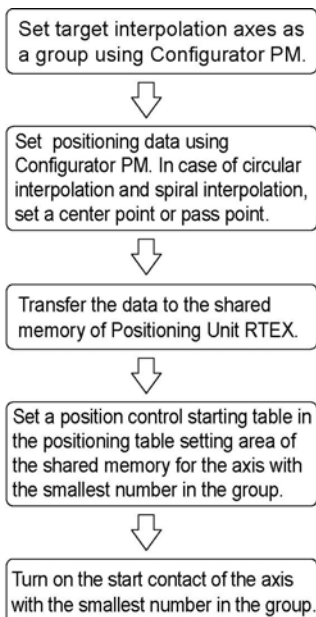 Set target interpolation axes as
a group using Configurator PM.
Set positioning data using
Configurator PM. In case of circular
interpolation and spiral interpolation,
set a center point or pass point.
Transfer the data to the shared
memory of Positioning Unit RTEX.
Set a position control starting table in
the positioning table setting area of
the shared memory for the axis with
the smallest number in the group.
Turn on the start contact of the axis
with the smallest number in the group.